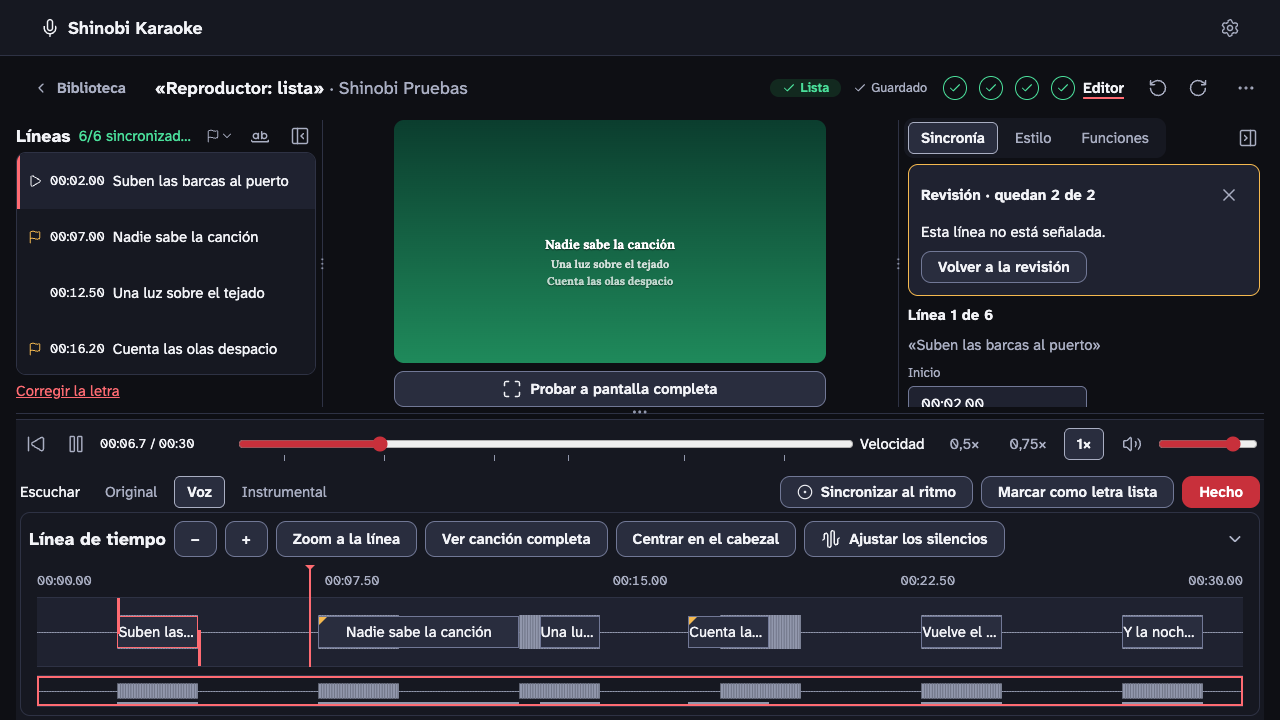 Shinobi Karaoke
Biblioteca
«Reproductor: lista» · Shinobi Pruebas
Lista
Guardado
Editor
Líneas
6/6 sincronizad...
ab
00:02.00 Suben las barcas al puerto
00:07.00 Nadie sabe la canción
00:12.50 Una luz sobre el tejado
00:16.20 Cuenta las olas despacio
Corregir la letra
Nadie sabe la canción
Una luz sobre el tejado
Cuenta las olas despacio
Probar a pantalla completa
Sincronía
Estilo
Funciones
Revisión · quedan 2 de 2
Esta línea no está señalada.
Volver a la revisión
Línea 1 de 6
«Suben las barcas al puerto»
Inicio
00:02.00
00:06.7 / 00:30
Velocidad
0,5×
0,75×
1×
Escuchar
Original
Voz
Instrumental
Sincronizar al ritmo
Marcar como letra lista
Hecho
Línea de tiempo
−
+
Zoom a la línea
Ver canción completa
Centrar en el cabezal
Ajustar los silencios
00:00.00
00:07.50
00:15.00
00:22.50
00:30.00
Suben las...
Nadie sabe la canción
Una lu...
Cuenta la...
Vuelve el ...
Y la noch...